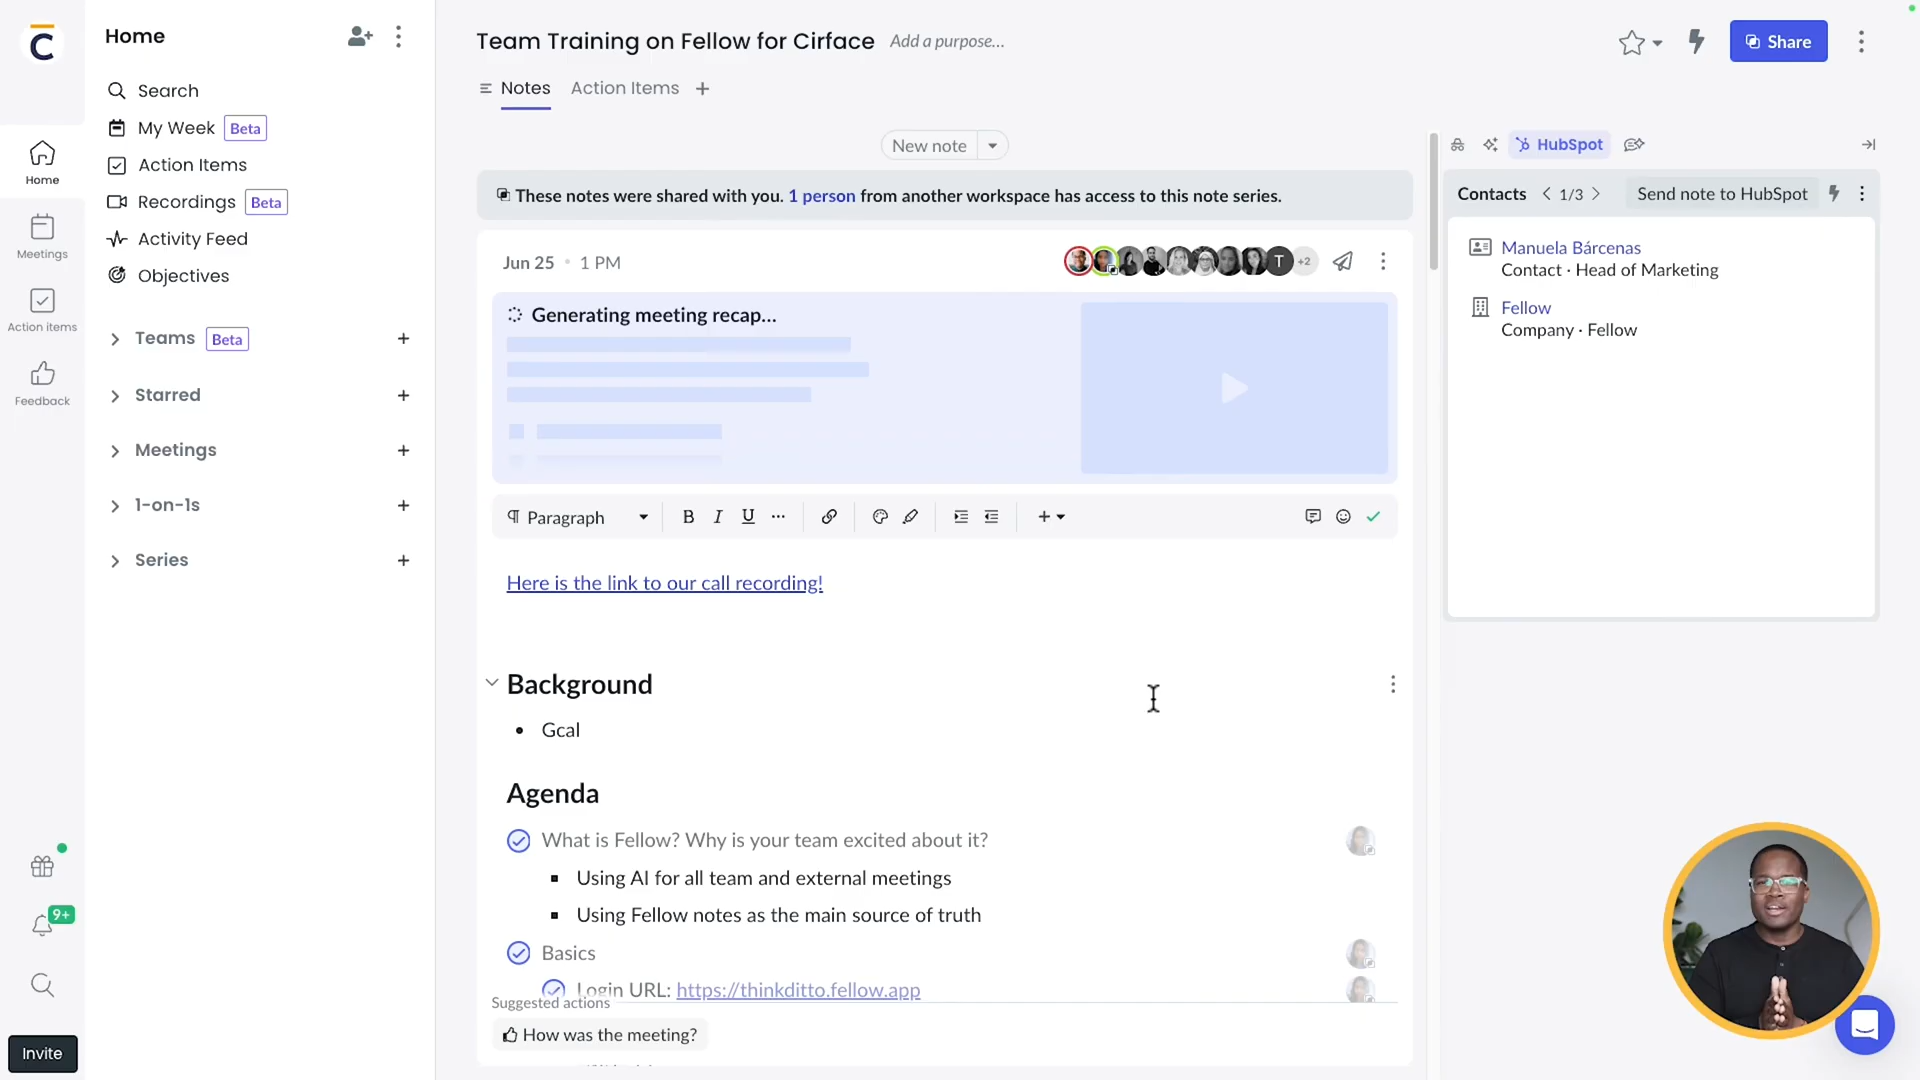 Home
Search
My Week Beta
Action Items
Recordings Beta
Activity Feed
Objectives
Teams Beta
Starred
Meetings
1-on-1s
Series
C
Home
Meetings
Action items
Feedback
9+
Invite
Team Training on Fellow for Cirface Add a purpose...
Share
Notes Action Items
New note
These notes were shared with you. 1 person from another workspace has access to this note series.
Jun 25 • 1 PM
T +2
Generating meeting recap...
Paragraph B I U
Here is the link to our call recording!
Background
Gcal
Agenda
What is Fellow? Why is your team excited about it?
Using AI for all team and external meetings
Using Fellow notes as the main source of truth
Basics
Login URL: https://thinkditto.fellow.app
Suggested actions
How was the meeting?
HubSpot
Contacts 1/3 Send note to HubSpot
Manuela Bárcenas
Contact · Head of Marketing
Fellow
Company · Fellow